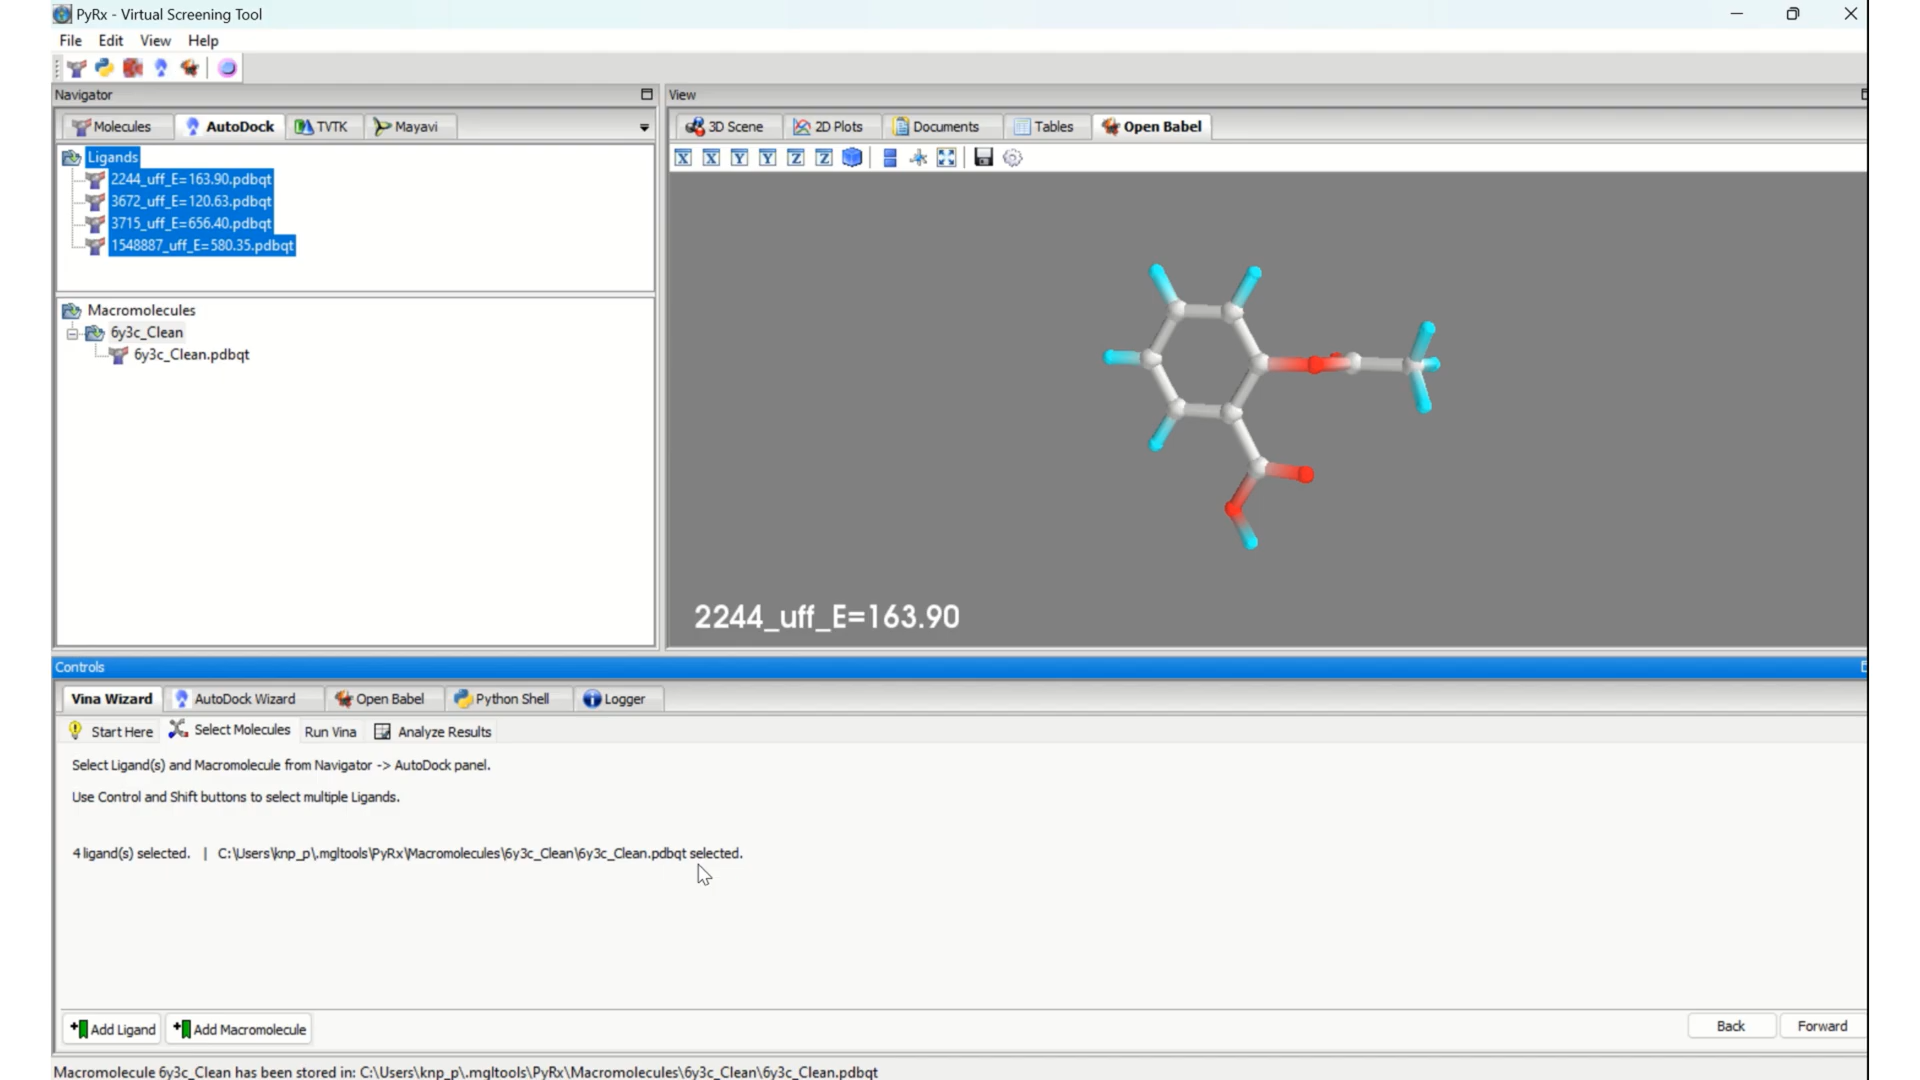 PyRx - Virtual Screening Tool
File Edit View Help
Navigator
Molecules AutoDock TVTK Mayavi
Ligands
2244_uff_E=163.90.pdbqt
3672_uff_E=120.63.pdbqt
3715_uff_E=656.40.pdbqt
1548887_uff_E=580.35.pdbqt
Macromolecules
6y3c_Clean
6y3c_Clean.pdbqt
View
3D Scene 2D Plots Documents Tables Open Babel
X X Y Y Z Z
2244_uff_E=163.90
Controls
Vina Wizard AutoDock Wizard Open Babel Python Shell Logger
Start Here Select Molecules Run Vina Analyze Results
Select Ligand(s) and Macromolecule from Navigator -> AutoDock panel.
Use Control and Shift buttons to select multiple Ligands.
4 ligand(s) selected. | C:\Users\knp_p\.mgltools\PyRx\Macromolecules\6y3c_Clean\6y3c_Clean.pdbqt selected.
Add Ligand Add Macromolecule
Back Forward
Macromolecule 6y3c_Clean has been stored in: C:\Users\knp_p\.mgltools\PyRx\Macromolecules\6y3c_Clean\6y3c_Clean.pdbqt